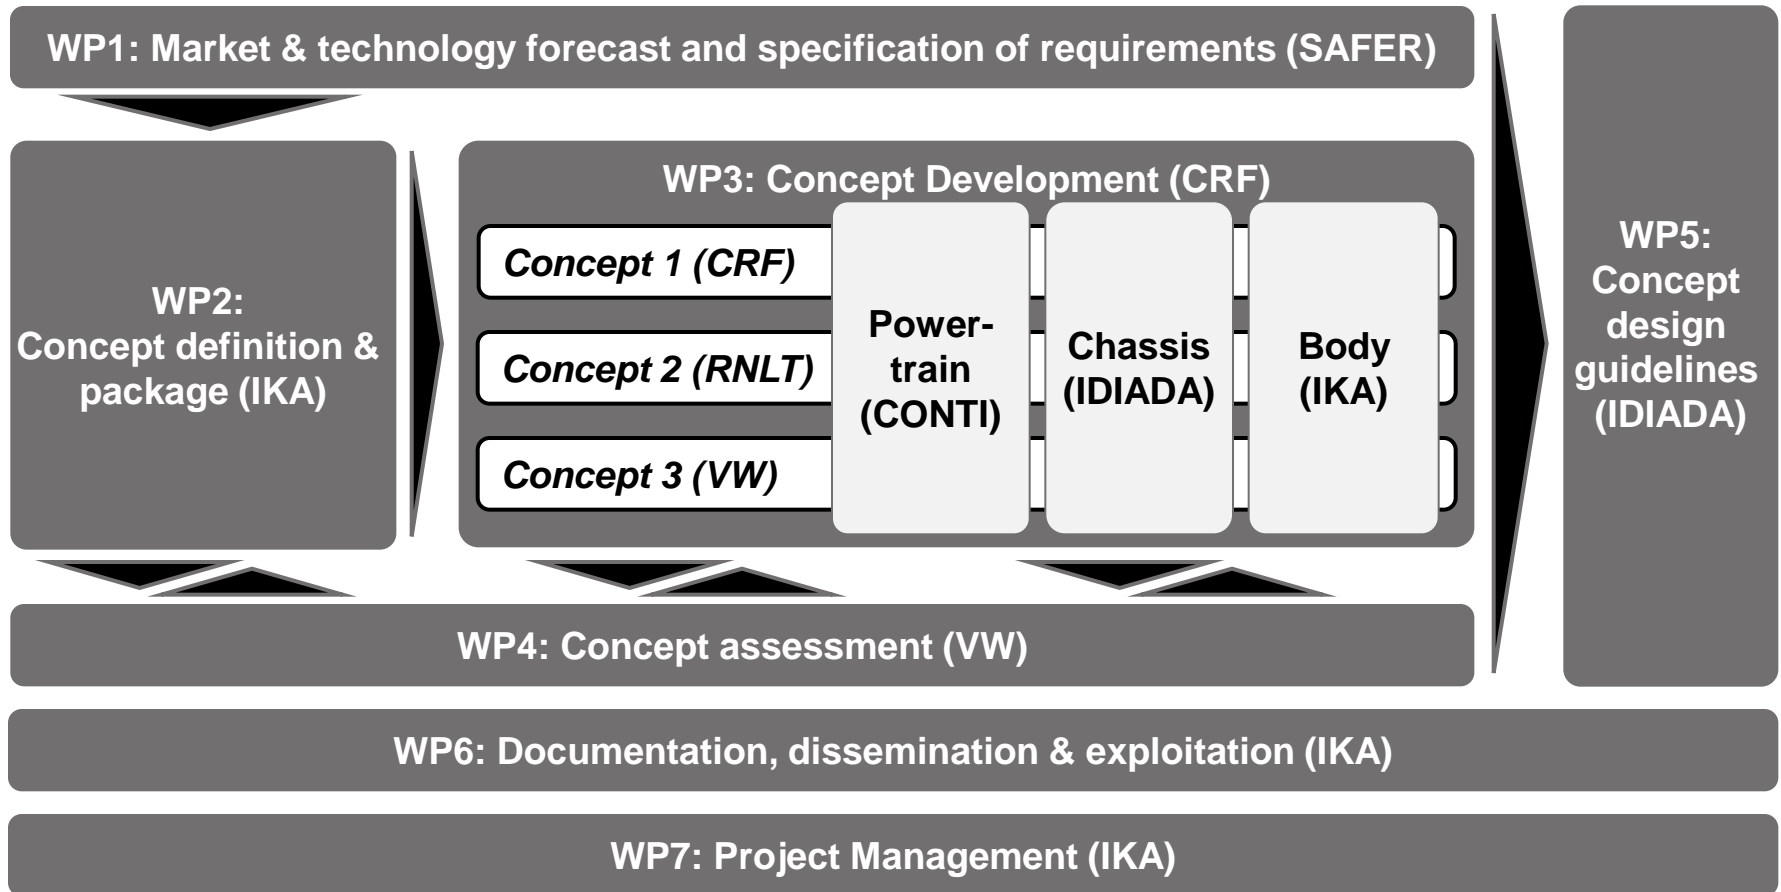 WP1: Market & technology forecast and specification of requirements (SAFER)
WP2:
Concept definition &
package (IKA)
WP3: Concept Development (CRF)
Concept 1 (CRF)
Concept 2 (RNLT)
Concept 3 (VW)
Power-
train
(CONTI)
Chassis
(IDIADA)
Body
(IKA)
WP5:
Concept
design
guidelines
(IDIADA)
WP4: Concept assessment (VW)
WP6: Documentation, dissemination & exploitation (IKA)
WP7: Project Management (IKA)